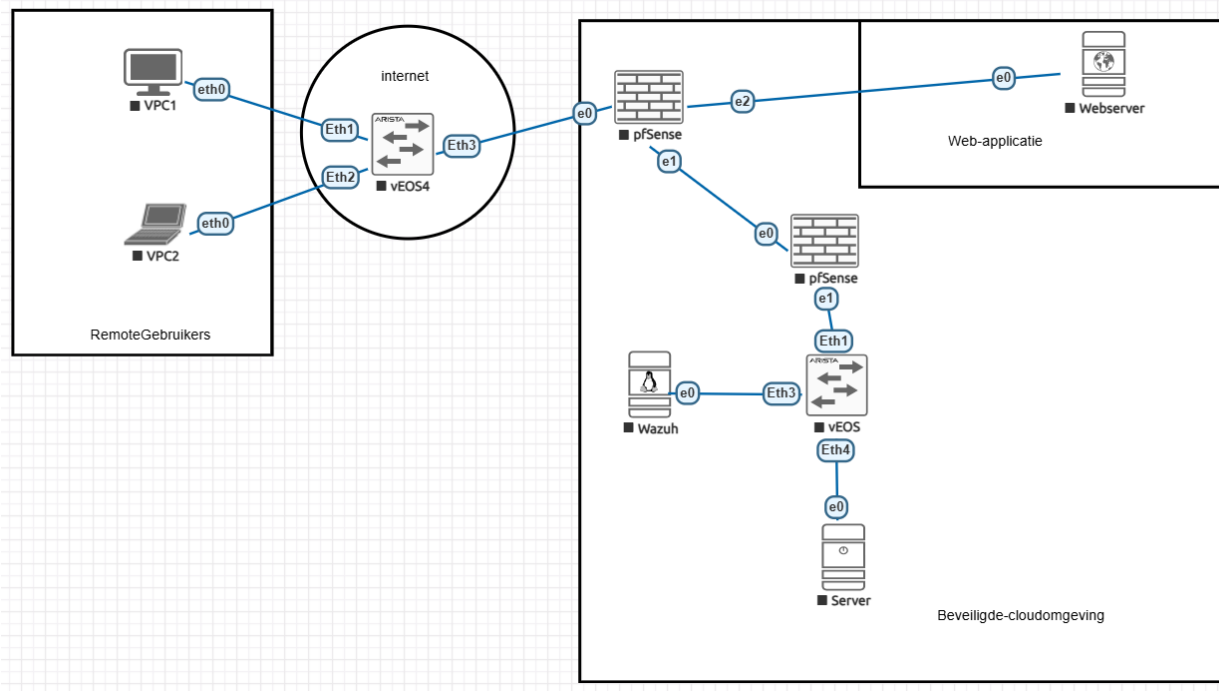 eth0
VPC1
internet
Eth1
ARISTA
Eth3
vEOS4
Eth2
eth0
VPC2
RemoteGebruikers
e0
pfSense
e2
e0
Webserver
Web-applicatie
e1
e0
pfSense
e1
Eth1
ARISTA
e0
Eth3
Wazuh
vEOS
Eth4
e0
Server
Beveiligde-cloudomgeving